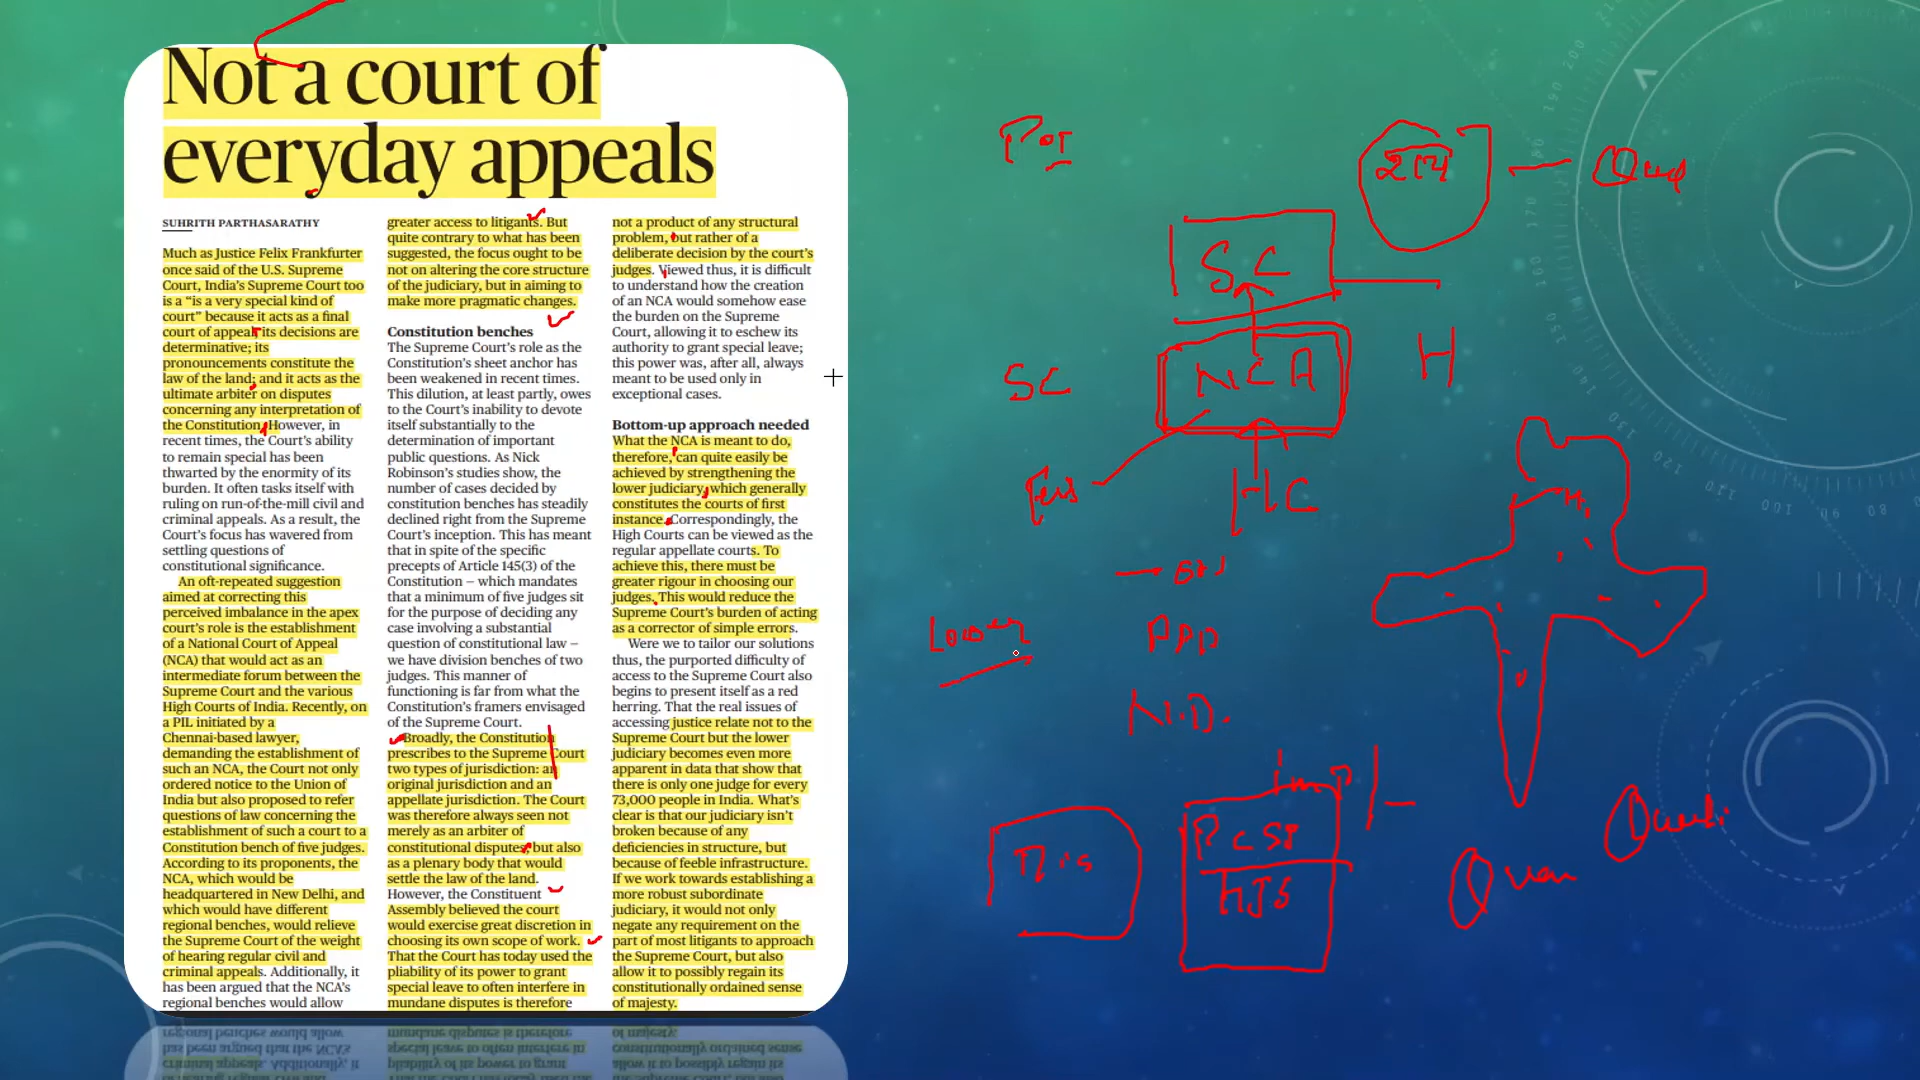 Not a court of
everyday appeals
SUHRITH PARTHASARATHY
Much as Justice Felix Frankfurter
once said of the U.S. Supreme
Court, India's Supreme Court too
is a “is a very special kind of
court” because it acts as a final
court of appeal; its decisions are
determinative; its
pronouncements constitute the
law of the land; and it acts as the
ultimate arbiter on disputes
concerning any interpretation of
the Constitution. However, in
recent times, the Court's ability
to remain special has been
thwarted by the enormity of its
burden. It often tasks itself with
ruling on run-of-the-mill civil and
criminal appeals. As a result, the
Court's focus has wavered from
settling questions of
constitutional significance.
An oft-repeated suggestion
aimed at correcting this
perceived imbalance in the apex
court's role is the establishment
of a National Court of Appeal
(NCA) that would act as an
intermediate forum between the
Supreme Court and the various
High Courts of India. Recently, on
a PIL initiated by a
Chennai-based lawyer,
demanding the establishment of
such an NCA, the Court not only
ordered notice to the Union of
India but also proposed to refer
questions of law concerning the
establishment of such a court to a
Constitution bench of five judges.
According to its proponents, the
NCA, which would be
headquartered in New Delhi, and
which would have different
regional benches, would relieve
the Supreme Court of the weight
of hearing regular civil and
criminal appeals. Additionally, it
has been argued that the NCA's
regional benches would allow
greater access to litigants. But
quite contrary to what has been
suggested, the focus ought to be
not on altering the core structure
of the judiciary, but in aiming to
make more pragmatic changes.
Constitution benches
The Supreme Court's role as the
Constitution's sheet anchor has
been weakened in recent times.
This dilution, at least partly, owes
to the Court's inability to devote
itself substantially to the
determination of important
public questions. As Nick
Robinson's studies show, the
number of cases decided by
constitution benches has steadily
declined right from the Supreme
Court's inception. This has meant
that in spite of the specific
precepts of Article 145(3) of the
Constitution — which mandates
that a minimum of five judges sit
for the purpose of deciding any
case involving a substantial
question of constitutional law —
we have division benches of two
judges. This manner of
functioning is far from what the
Constitution's framers envisaged
of the Supreme Court.
Broadly, the Constitution
prescribes to the Supreme Court
two types of jurisdiction: an
original jurisdiction and an
appellate jurisdiction. The Court
was therefore always seen not
merely as an arbiter of
constitutional disputes, but also
as a plenary body that would
settle the law of the land.
However, the Constituent
Assembly believed the court
would exercise great discretion in
choosing its own scope of work.
That the Court has today used the
pliability of its power to grant
special leave to often interfere in
mundane disputes is therefore
not a product of any structural
problem, but rather of a
deliberate decision by the court's
judges. Viewed thus, it is difficult
to understand how the creation
of an NCA would somehow ease
the burden on the Supreme
Court, allowing it to eschew its
authority to grant special leave;
this power was, after all, always
meant to be used only in
exceptional cases.
Bottom-up approach needed
What the NCA is meant to do,
therefore, can quite easily be
achieved by strengthening the
lower judiciary, which generally
constitutes the courts of first
instance. Correspondingly, the
High Courts can be viewed as the
regular appellate courts. To
achieve this, there must be
greater rigour in choosing our
judges. This would reduce the
Supreme Court's burden of acting
as a corrector of simple errors.
Were we to tailor our solutions
thus, the purported difficulty of
access to the Supreme Court also
begins to present itself as a red
herring. That the real issues of
accessing justice relate not to the
Supreme Court but the lower
judiciary becomes even more
apparent in data that show that
there is only one judge for every
73,000 people in India. What's
clear is that our judiciary isn't
broken because of any
deficiencies in structure, but
because of feeble infrastructure.
If we work towards establishing a
more robust subordinate
judiciary, it would not only
negate any requirement on the
part of most litigants to approach
the Supreme Court, but also
allow it to possibly regain its
constitutionally ordained sense
of majesty.
214
SC
NCA
H
SC
HC
Lower
N.D.
Imp
HJS